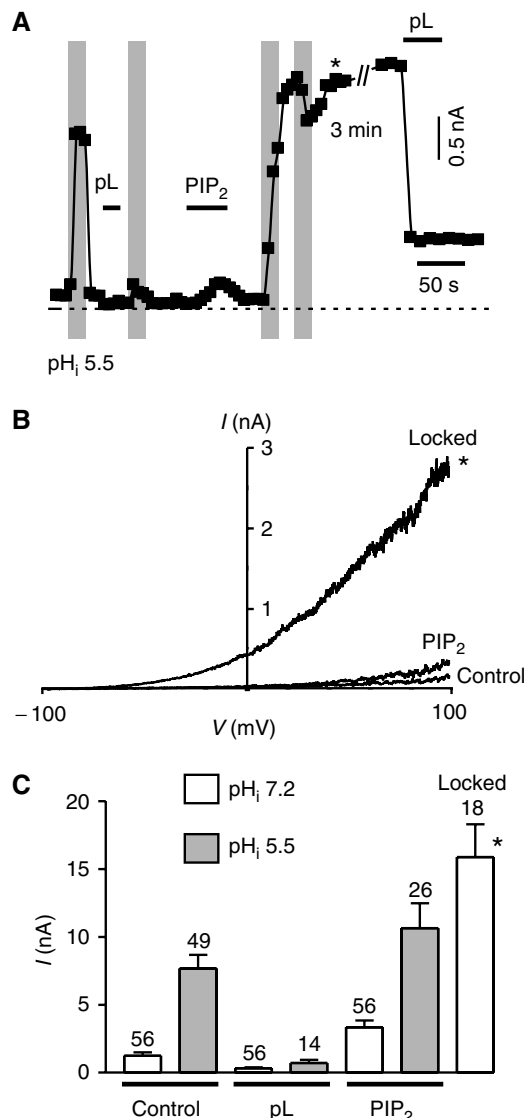 A
pL
*
pL
3 min
0.5 nA
PIP₂
50 s
pHᵢ 5.5
B
I (nA)
3
Locked
*
2
1
PIP₂
Control
−100
V (mV)
100
C
pHᵢ 7.2
pHᵢ 5.5
Locked
18
*
20
15
10
5
0
I (nA)
56
49
56
14
56
26
Control
pL
PIP₂